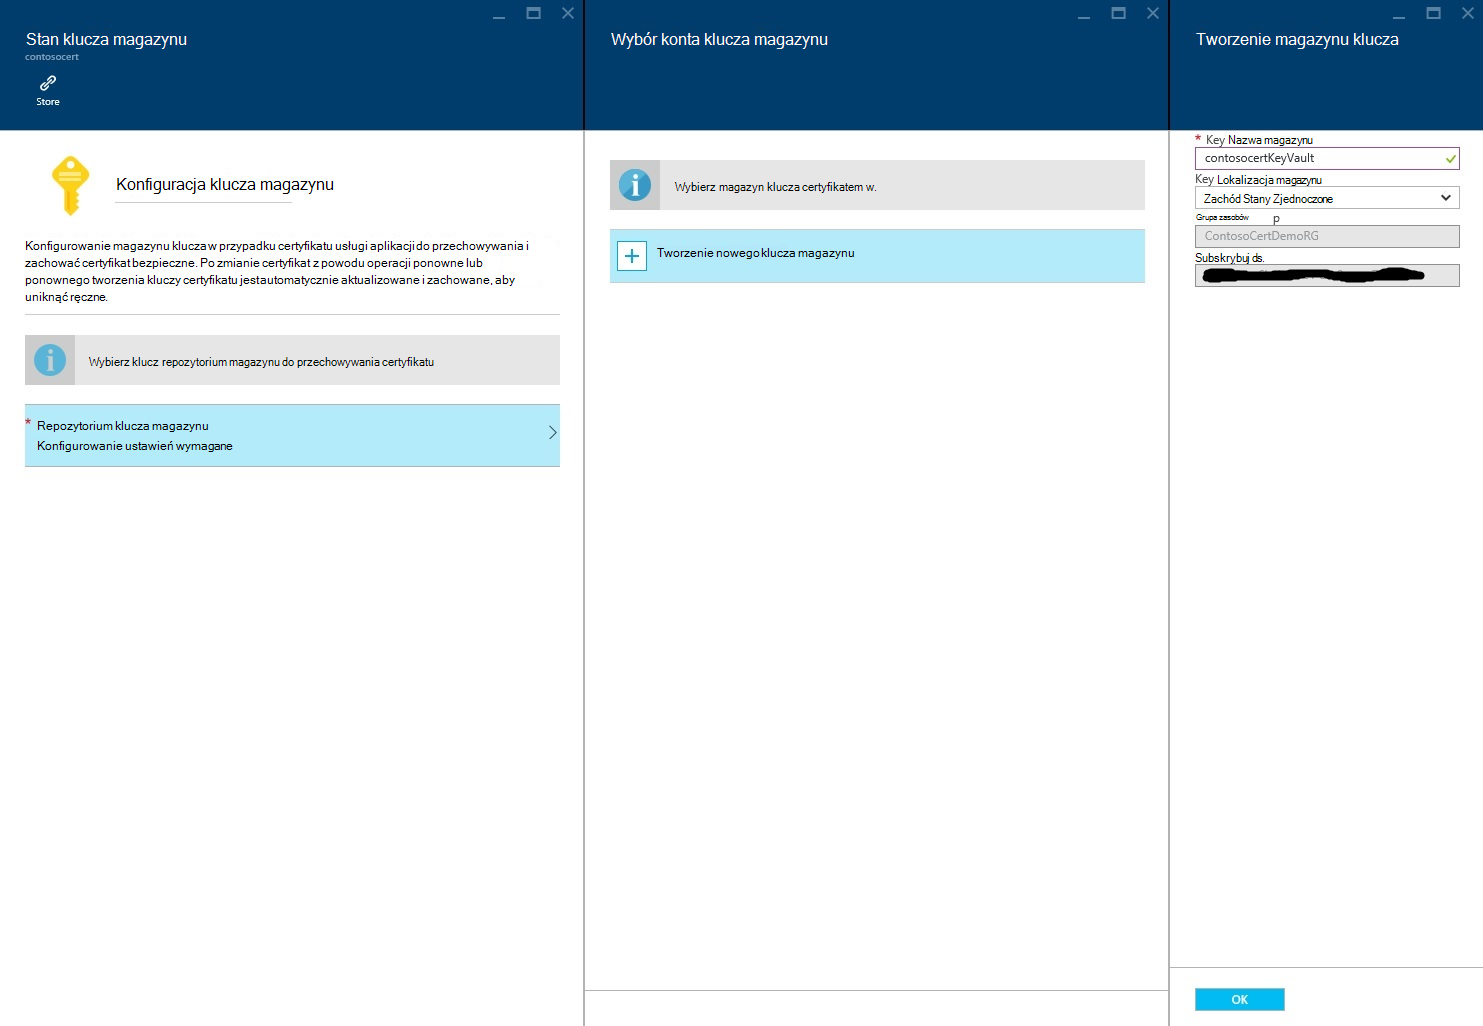 Stan klucza magazynu
contosocert
Store
Konfiguracja klucza magazynu
Konfigurowanie magazynu klucza w przypadku certyfikatu usługi aplikacji do przechowywania i
zachować certyfikat bezpieczne. Po zmianie certyfikat z powodu operacji ponowne lub
ponownego tworzenia kluczy certyfikatu jestautomatycznie aktualizowane i zachowane, aby
uniknąć ręczne.
Wybierz klucz repozytorium magazynu do przechowywania certyfikatu
* Repozytorium klucza magazynu
Konfigurowanie ustawień wymagane
Wybór konta klucza magazynu
Wybierz magazyn klucza certyfikatem w.
Tworzenie nowego klucza magazynu
Tworzenie magazynu klucza
* Key Nazwa magazynu
contosocertKeyVault
Key Lokalizacja magazynu
Zachód Stany Zjednoczone
Grupa zasobów p
ContosoCertDemoRG
Subskrybuj ds.
OK